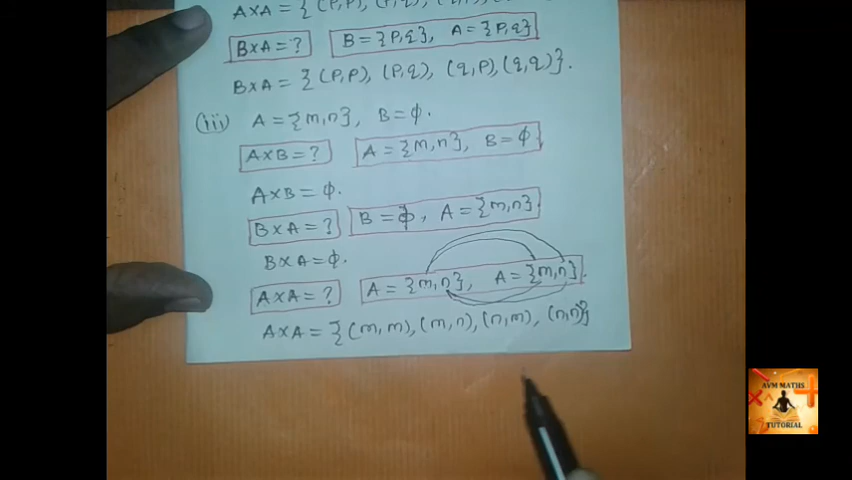 A×A = {(P,P), (P,q),
B×A = ? B = {P,q}, A = {P,q}
B×A = {(P,P), (P,q), (q,P), (q,q)}.
(iii) A = {m,n}, B = ϕ.
A×B = ? A = {m,n}, B = ϕ
A×B = ϕ.
B×A = ? B = ϕ, A = {m,n}
B×A = ϕ.
A×A = ? A = {m,n}, A = {m,n}.
A×A = {(m,m), (m,n), (n,m), (n,n)}
AVM MATHS
TUTORIAL